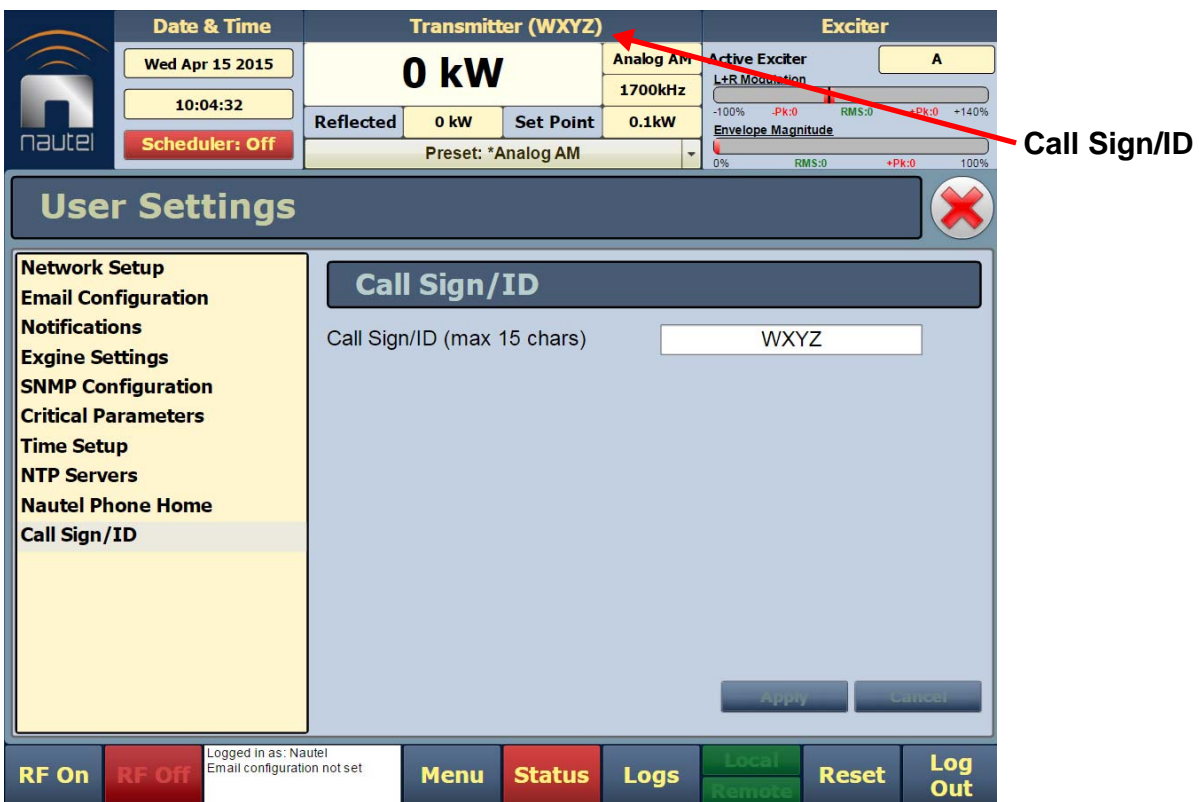 nautel
Date & Time
Wed Apr 15 2015
10:04:32
Scheduler: Off
Transmitter (WXYZ)
0 kW
Analog AM
1700kHz
Reflected 0 kW Set Point 0.1kW
Preset: *Analog AM
Exciter
Active Exciter A
L+R Modulation
-100% -Pk:0 RMS:0 +Pk:0 +140%
Envelope Magnitude
0% RMS:0 +Pk:0 100%
Call Sign/ID
User Settings
Network Setup
Email Configuration
Notifications
Exgine Settings
SNMP Configuration
Critical Parameters
Time Setup
NTP Servers
Nautel Phone Home
Call Sign/ID
Call Sign/ID
Call Sign/ID (max 15 chars) WXYZ
Apply Cancel
RF On RF Off
Logged in as: Nautel
Email configuration not set
Menu Status Logs
Local
Remote
Reset
Log
Out